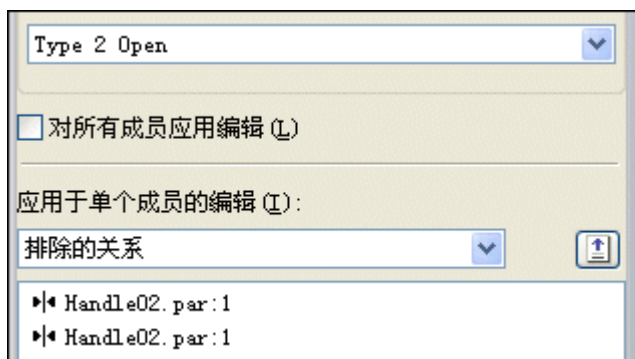 Type 2 Open
对所有成员应用编辑(L)
应用于单个成员的编辑(I):
排除的关系
Handle02.par:1
Handle02.par:1